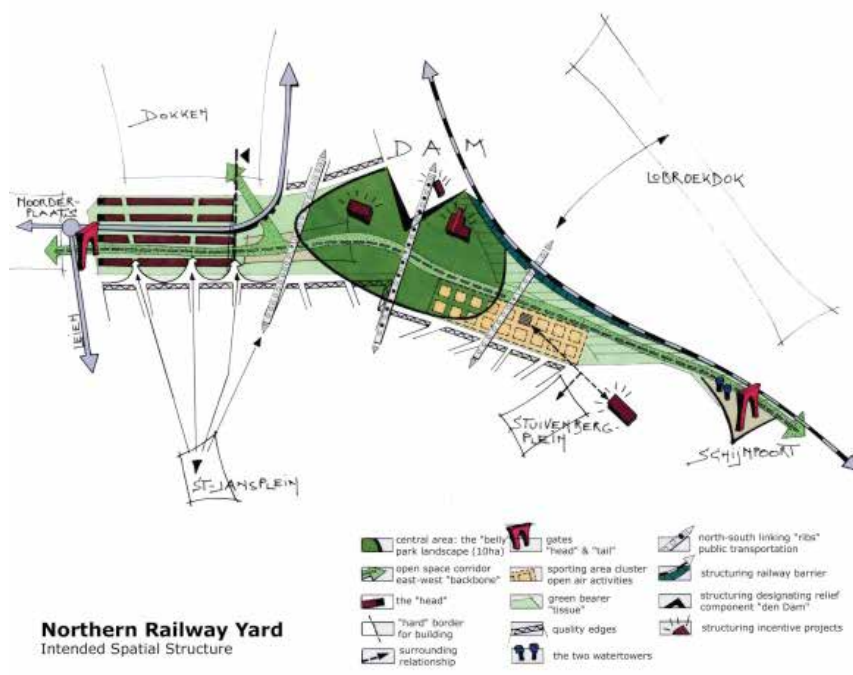 DOKKEN
DAM
LOBROEKDOK
NOORDER-
PLAATS
LEIEN
STUIVENBERG-
PLEIN
SCHIJNPOORT
ST-JANSPLEIN
central area: the "belly
park landscape (10ha)
open space corridor
east-west "backbone"
the "head"
"hard" border
for building
surrounding
relationship
gates
"head" & "tail"
sporting area cluster
open air activities
green bearer
"tissue"
quality edges
the two watertowers
north-south linking "ribs"
public transportation
structuring railway barrier
structuring designating relief
component "den Dam"
structuring incentive projects
Northern Railway Yard
Intended Spatial Structure